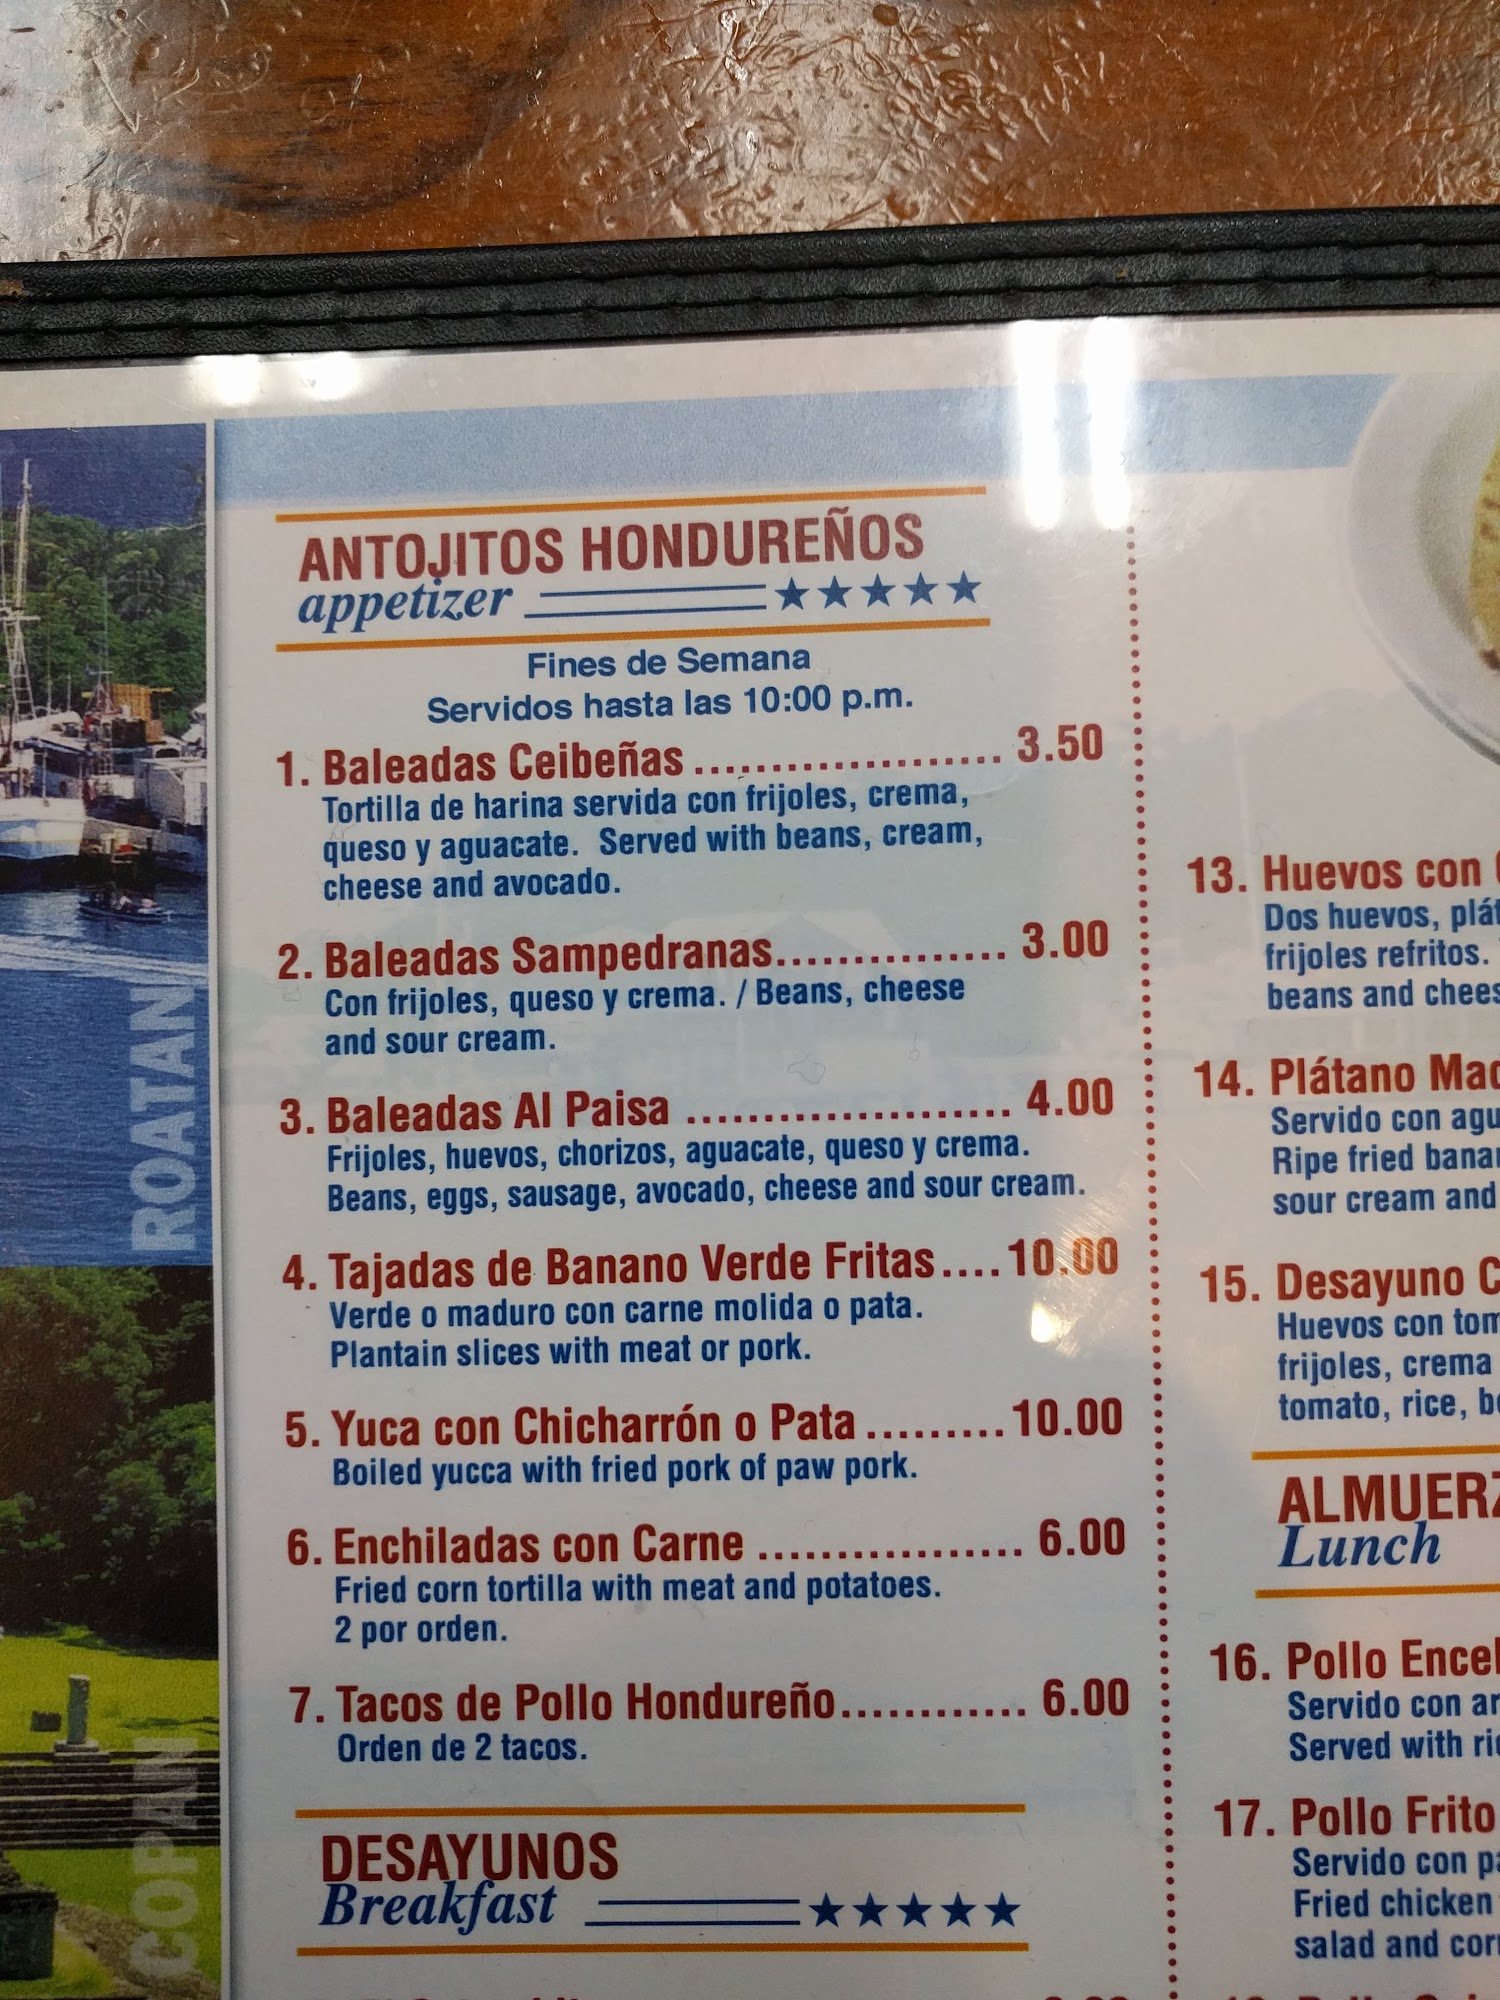 ANTOJITOS HONDUREÑOS
appetizer
Fines de Semana
Servidos hasta las 10:00 p.m.
1. Baleadas Ceibeñas .................... 3.50
Tortilla de harina servida con frijoles, crema,
queso y aguacate. Served with beans, cream,
cheese and avocado.
2. Baleadas Sampedranas............... 3.00
Con frijoles, queso y crema. / Beans, cheese
and sour cream.
3. Baleadas Al Paisa ..................... 4.00
Frijoles, huevos, chorizos, aguacate, queso y crema.
Beans, eggs, sausage, avocado, cheese and sour cream.
4. Tajadas de Banano Verde Fritas....10.00
Verde o maduro con carne molida o pata.
Plantain slices with meat or pork.
5. Yuca con Chicharrón o Pata .........10.00
Boiled yucca with fried pork of paw pork.
6. Enchiladas con Carne ................. 6.00
Fried corn tortilla with meat and potatoes.
2 por orden.
7. Tacos de Pollo Hondureño............ 6.00
Orden de 2 tacos.
DESAYUNOS
Breakfast
13. Huevos con
Dos huevos,
frijoles refritos.
beans and
14. Plátano
Servido con
Ripe fried
sour cream and
15. Desayuno
Huevos con
frijoles, crema
tomato, rice,
Lunch
16. Pollo
Servido con
Served with
17. Pollo Frito
Servido con
Fried chicken
salad and
ROATAN
COPAN